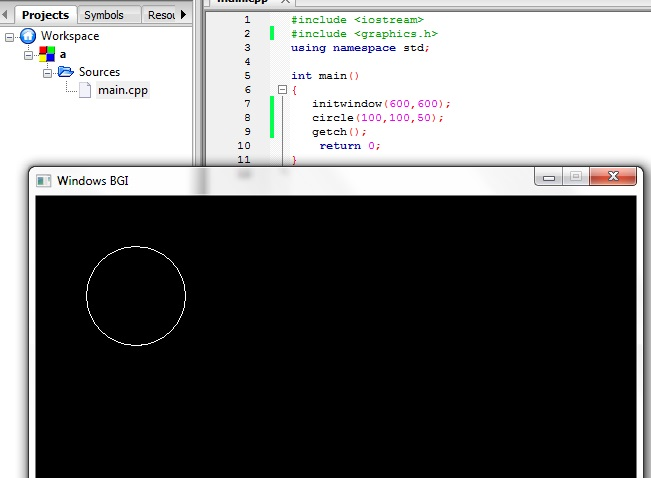 Projects Symbols
Workspace
a
Sources
main.cpp
main.cpp X
1 #include <iostream>
2 #include <graphics.h>
3 using namespace std;
4
5 int main()
6 {
7 initwindow(600,600);
8 circle(100,100,50);
9 getch();
10 return 0;
11 }
Windows BGI